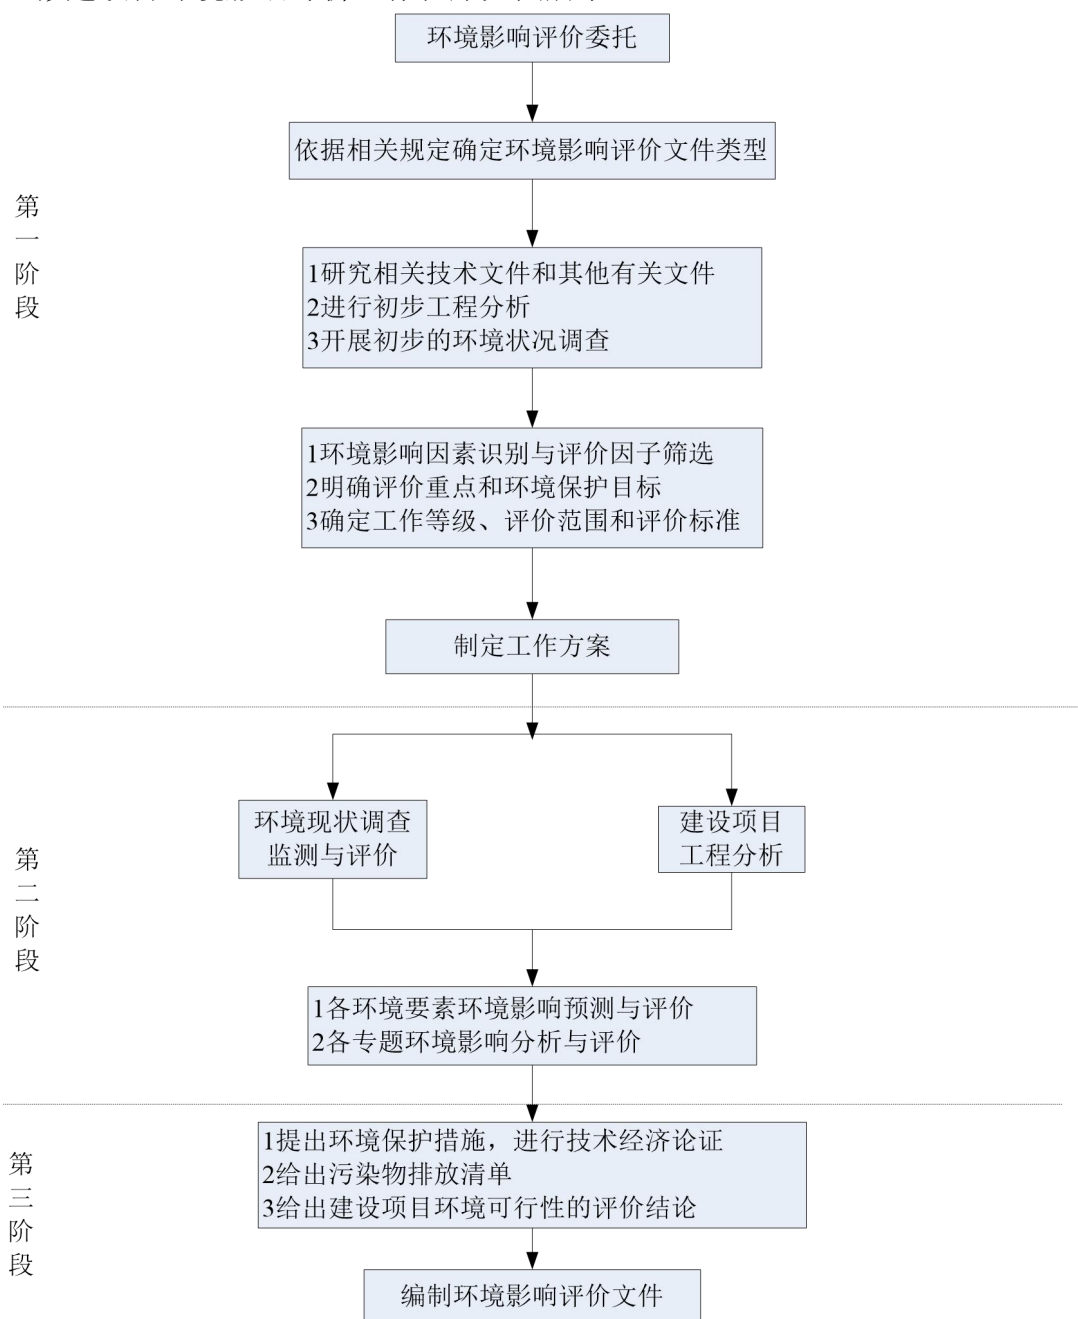 环境影响评价委托
依据相关规定确定环境影响评价文件类型
第一阶段
1研究相关技术文件和其他有关文件
2进行初步工程分析
3开展初步的环境状况调查
1环境影响因素识别与评价因子筛选
2明确评价重点和环境保护目标
3确定工作等级、评价范围和评价标准
制定工作方案
第二阶段
环境现状调查
监测与评价
建设项目
工程分析
1各环境要素环境影响预测与评价
2各专题环境影响分析与评价
第三阶段
1提出环境保护措施，进行技术经济论证
2给出污染物排放清单
3给出建设项目环境可行性的评价结论
编制环境影响评价文件